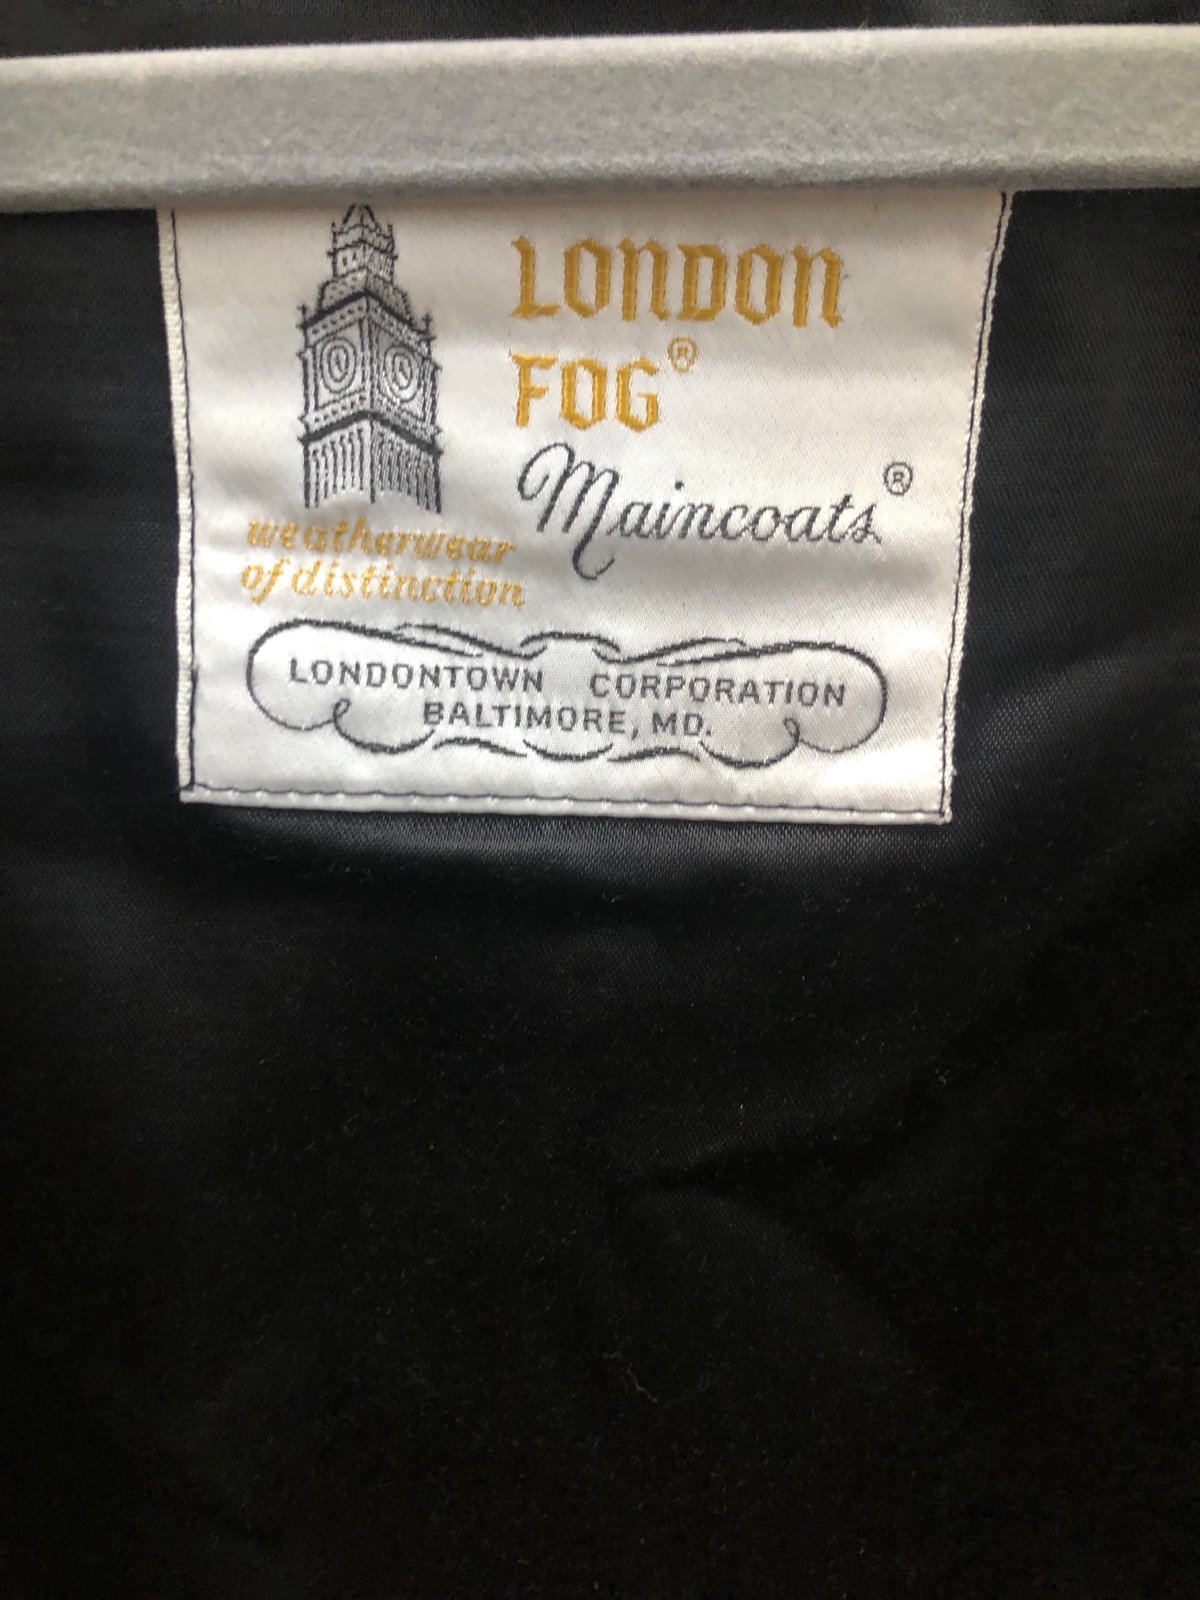 LONDON
FOG®
Maincoats®
weatherwear
of distinction
LONDONTOWN CORPORATION
BALTIMORE, MD.